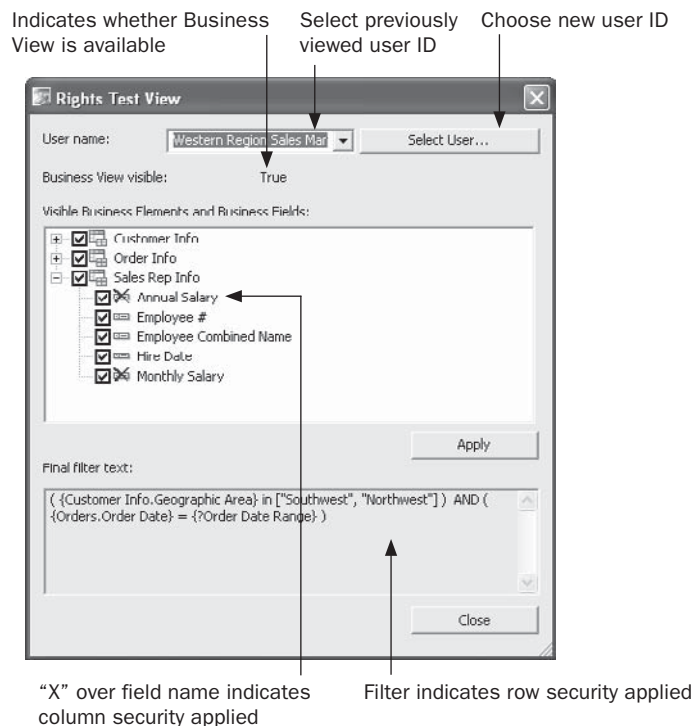 Indicates whether Business
View is available
Select previously
viewed user ID
Choose new user ID
Rights Test View
User name:
Western Region Sales Mar
Select User...
Business View visible:
True
Visible Business Elements and Business Fields:
Customer Info
Order Info
Sales Rep Info
Annual Salary
Employee #
Employee Combined Name
Hire Date
Monthly Salary
Apply
Final filter text:
( {Customer Info.Geographic Area} in ["Southwest", "Northwest"] ) AND (
{Orders.Order Date} = {?Order Date Range} )
Close
“X” over field name indicates
column security applied
Filter indicates row security applied